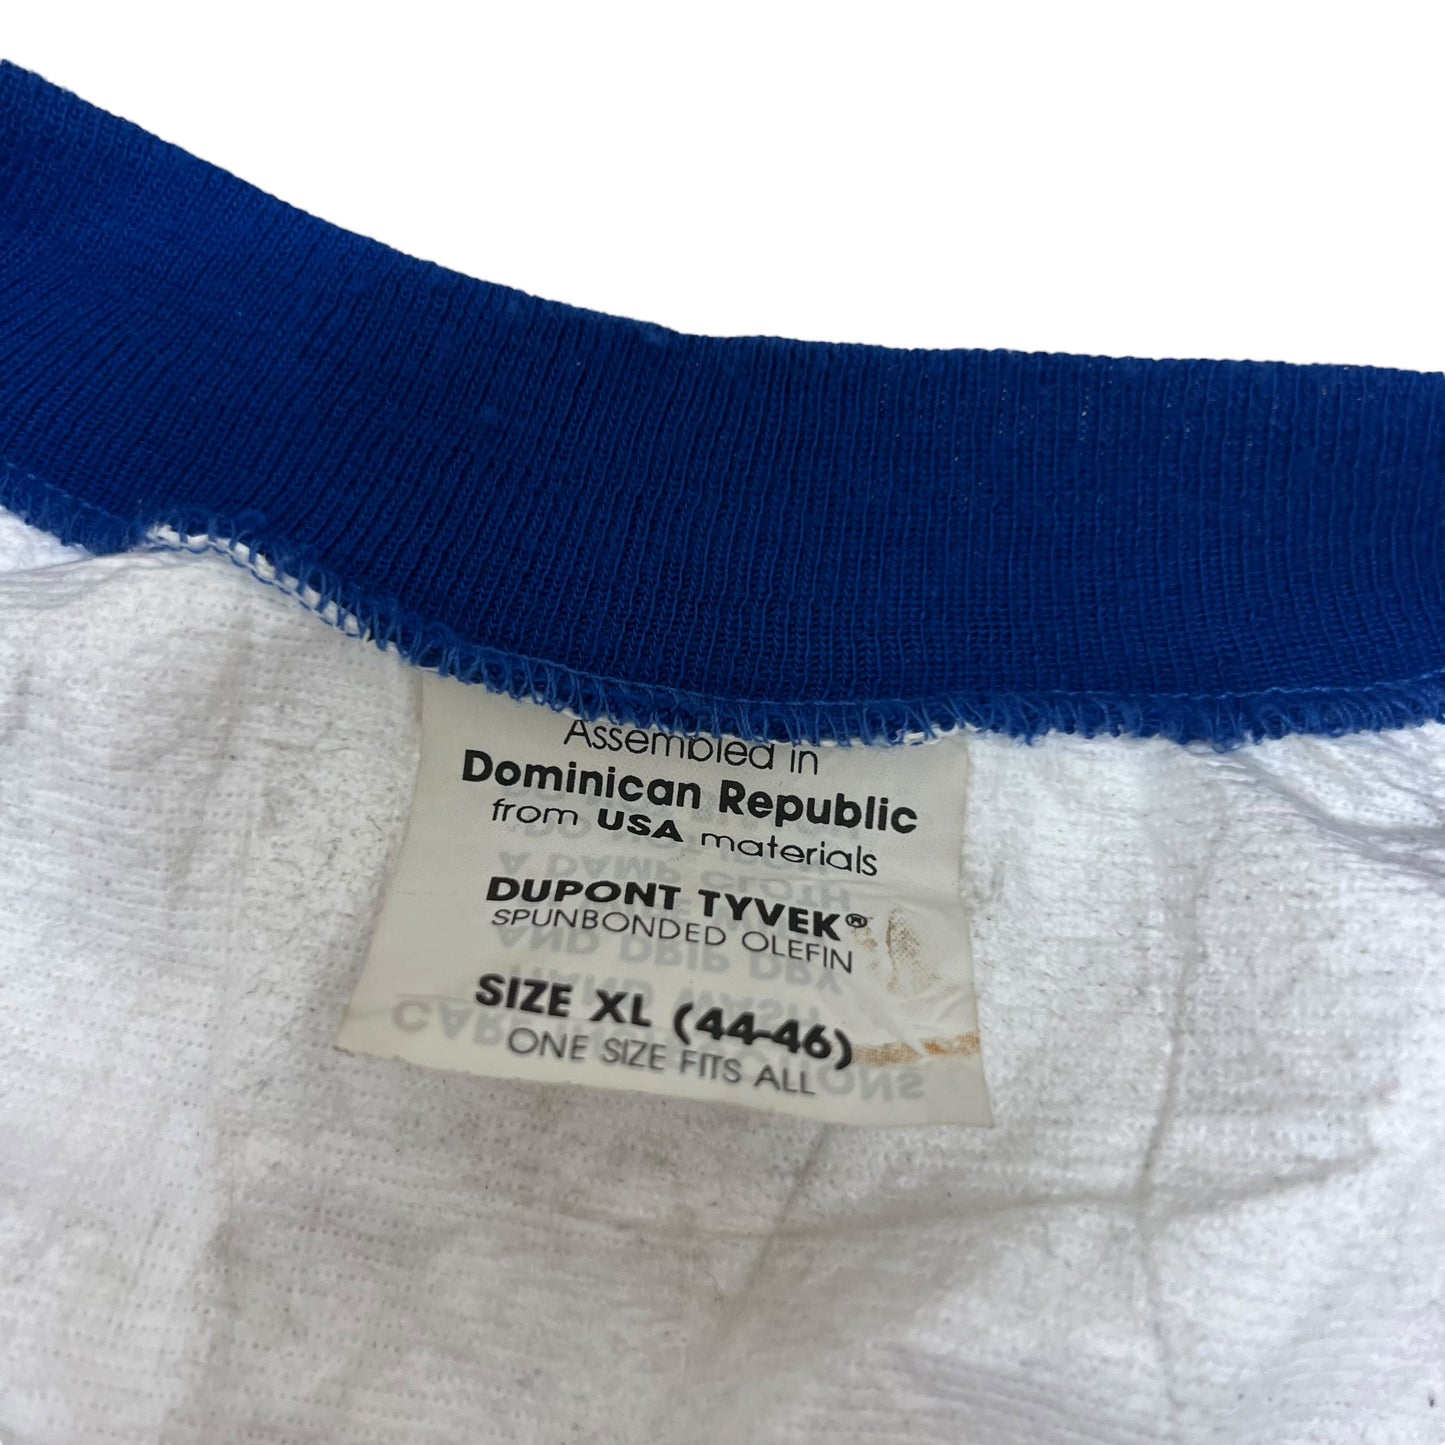 Assembled in
Dominican Republic
from USA materials
DUPONT TYVEK®
SPUNBONDED OLEFIN
SIZE XL (44-46)
ONE SIZE FITS ALL